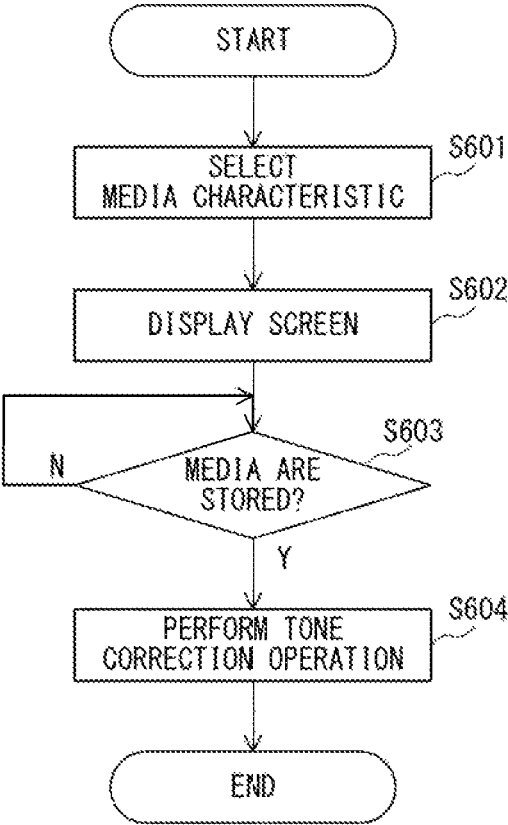 START
S601
SELECT
MEDIA CHARACTERISTIC
S602
DISPLAY SCREEN
S603
N
MEDIA ARE
STORED?
Y
S604
PERFORM TONE
CORRECTION OPERATION
END